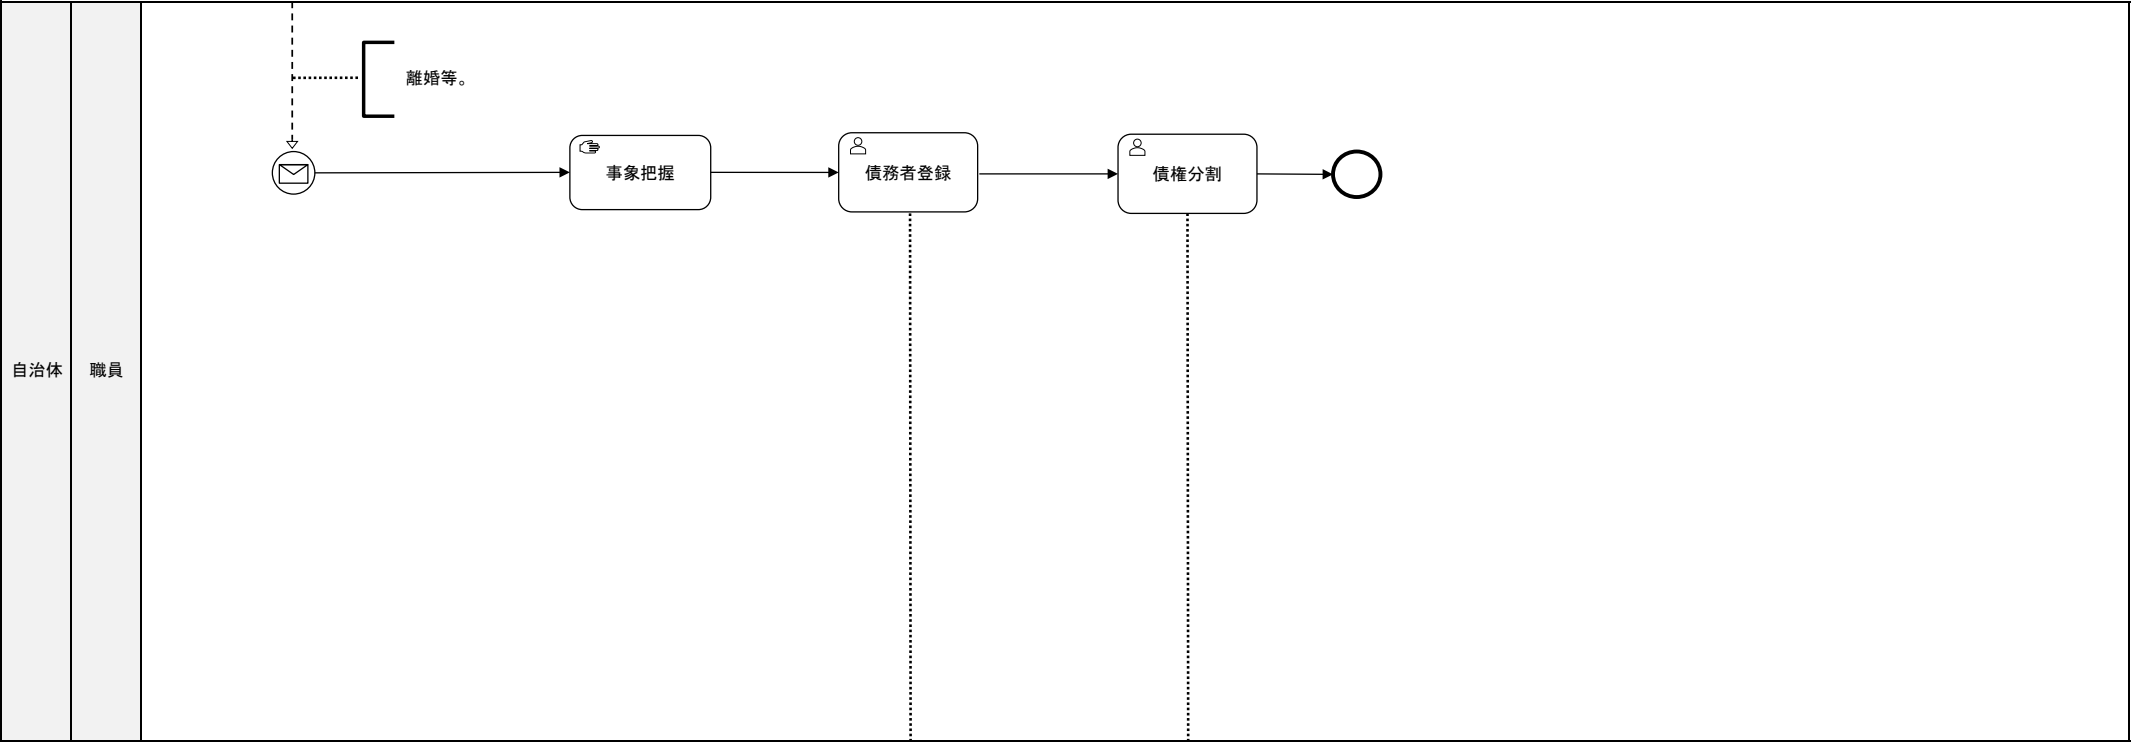 離婚等。
事象把握
債務者登録
債権分割
自治体
職員